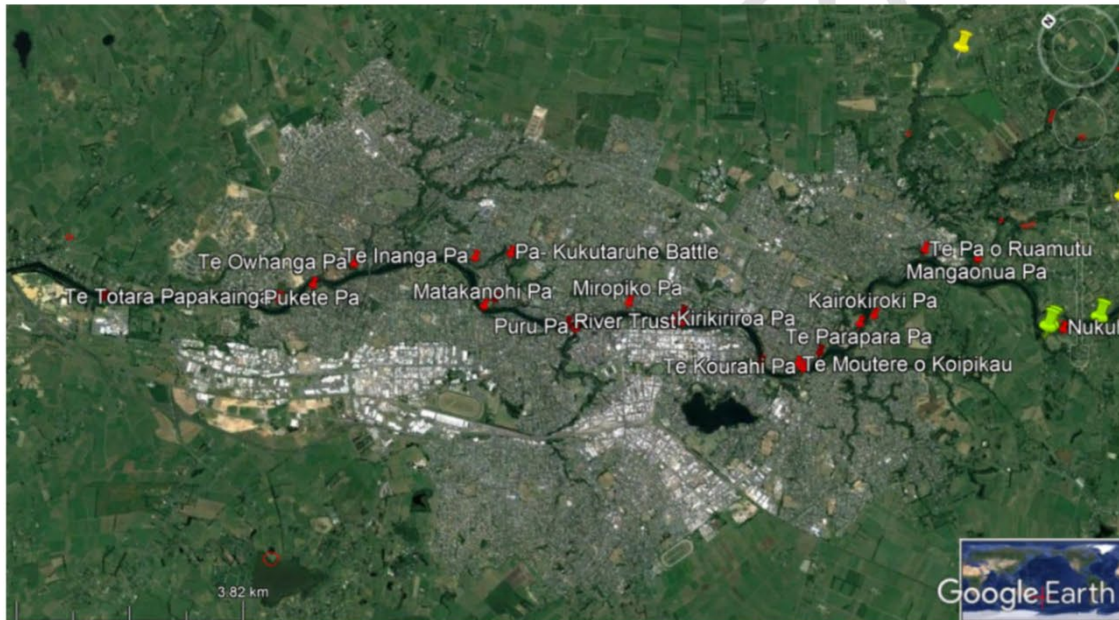 N
Te Pa o Ruamutu
Te Owhanga Pa
Te Inanga Pa
Pa- Kukutaruhe Battle
Mangaonua Pa
Te Totara Papakainga
Pukete Pa
Matakanohi Pa
Miropiko Pa
Kairokiroki Pa
Puru Pa
River Trust
Kirikiriroa Pa
Nukuh
Te Parapara Pa
Te Kourahi Pa
Te Moutere o Koipikau
3.82 km
Google Earth